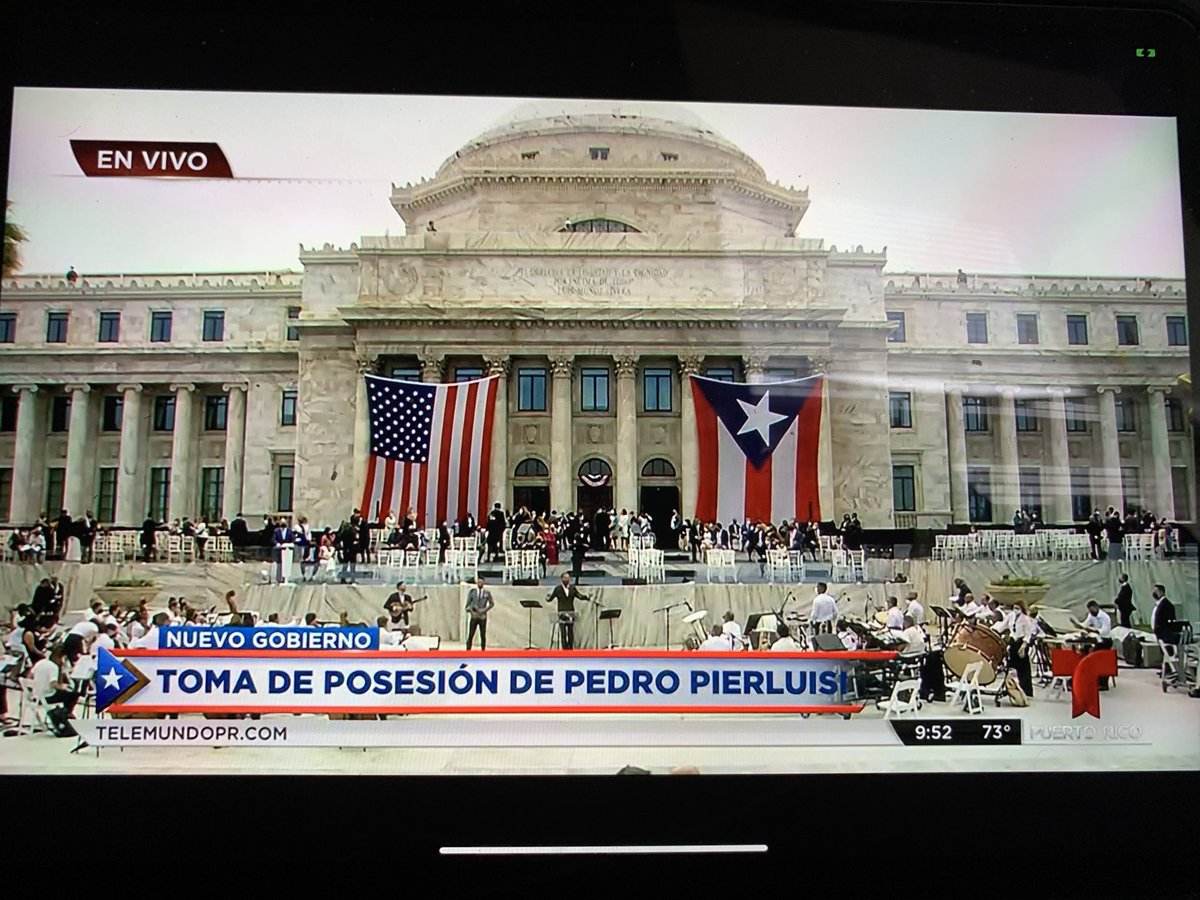 EN VIVO
NUEVO GOBIERNO
TOMA DE POSESIÓN DE PEDRO PIERLUISI
TELEMUNDOPR.COM
9:52 73°
PUERTO RICO